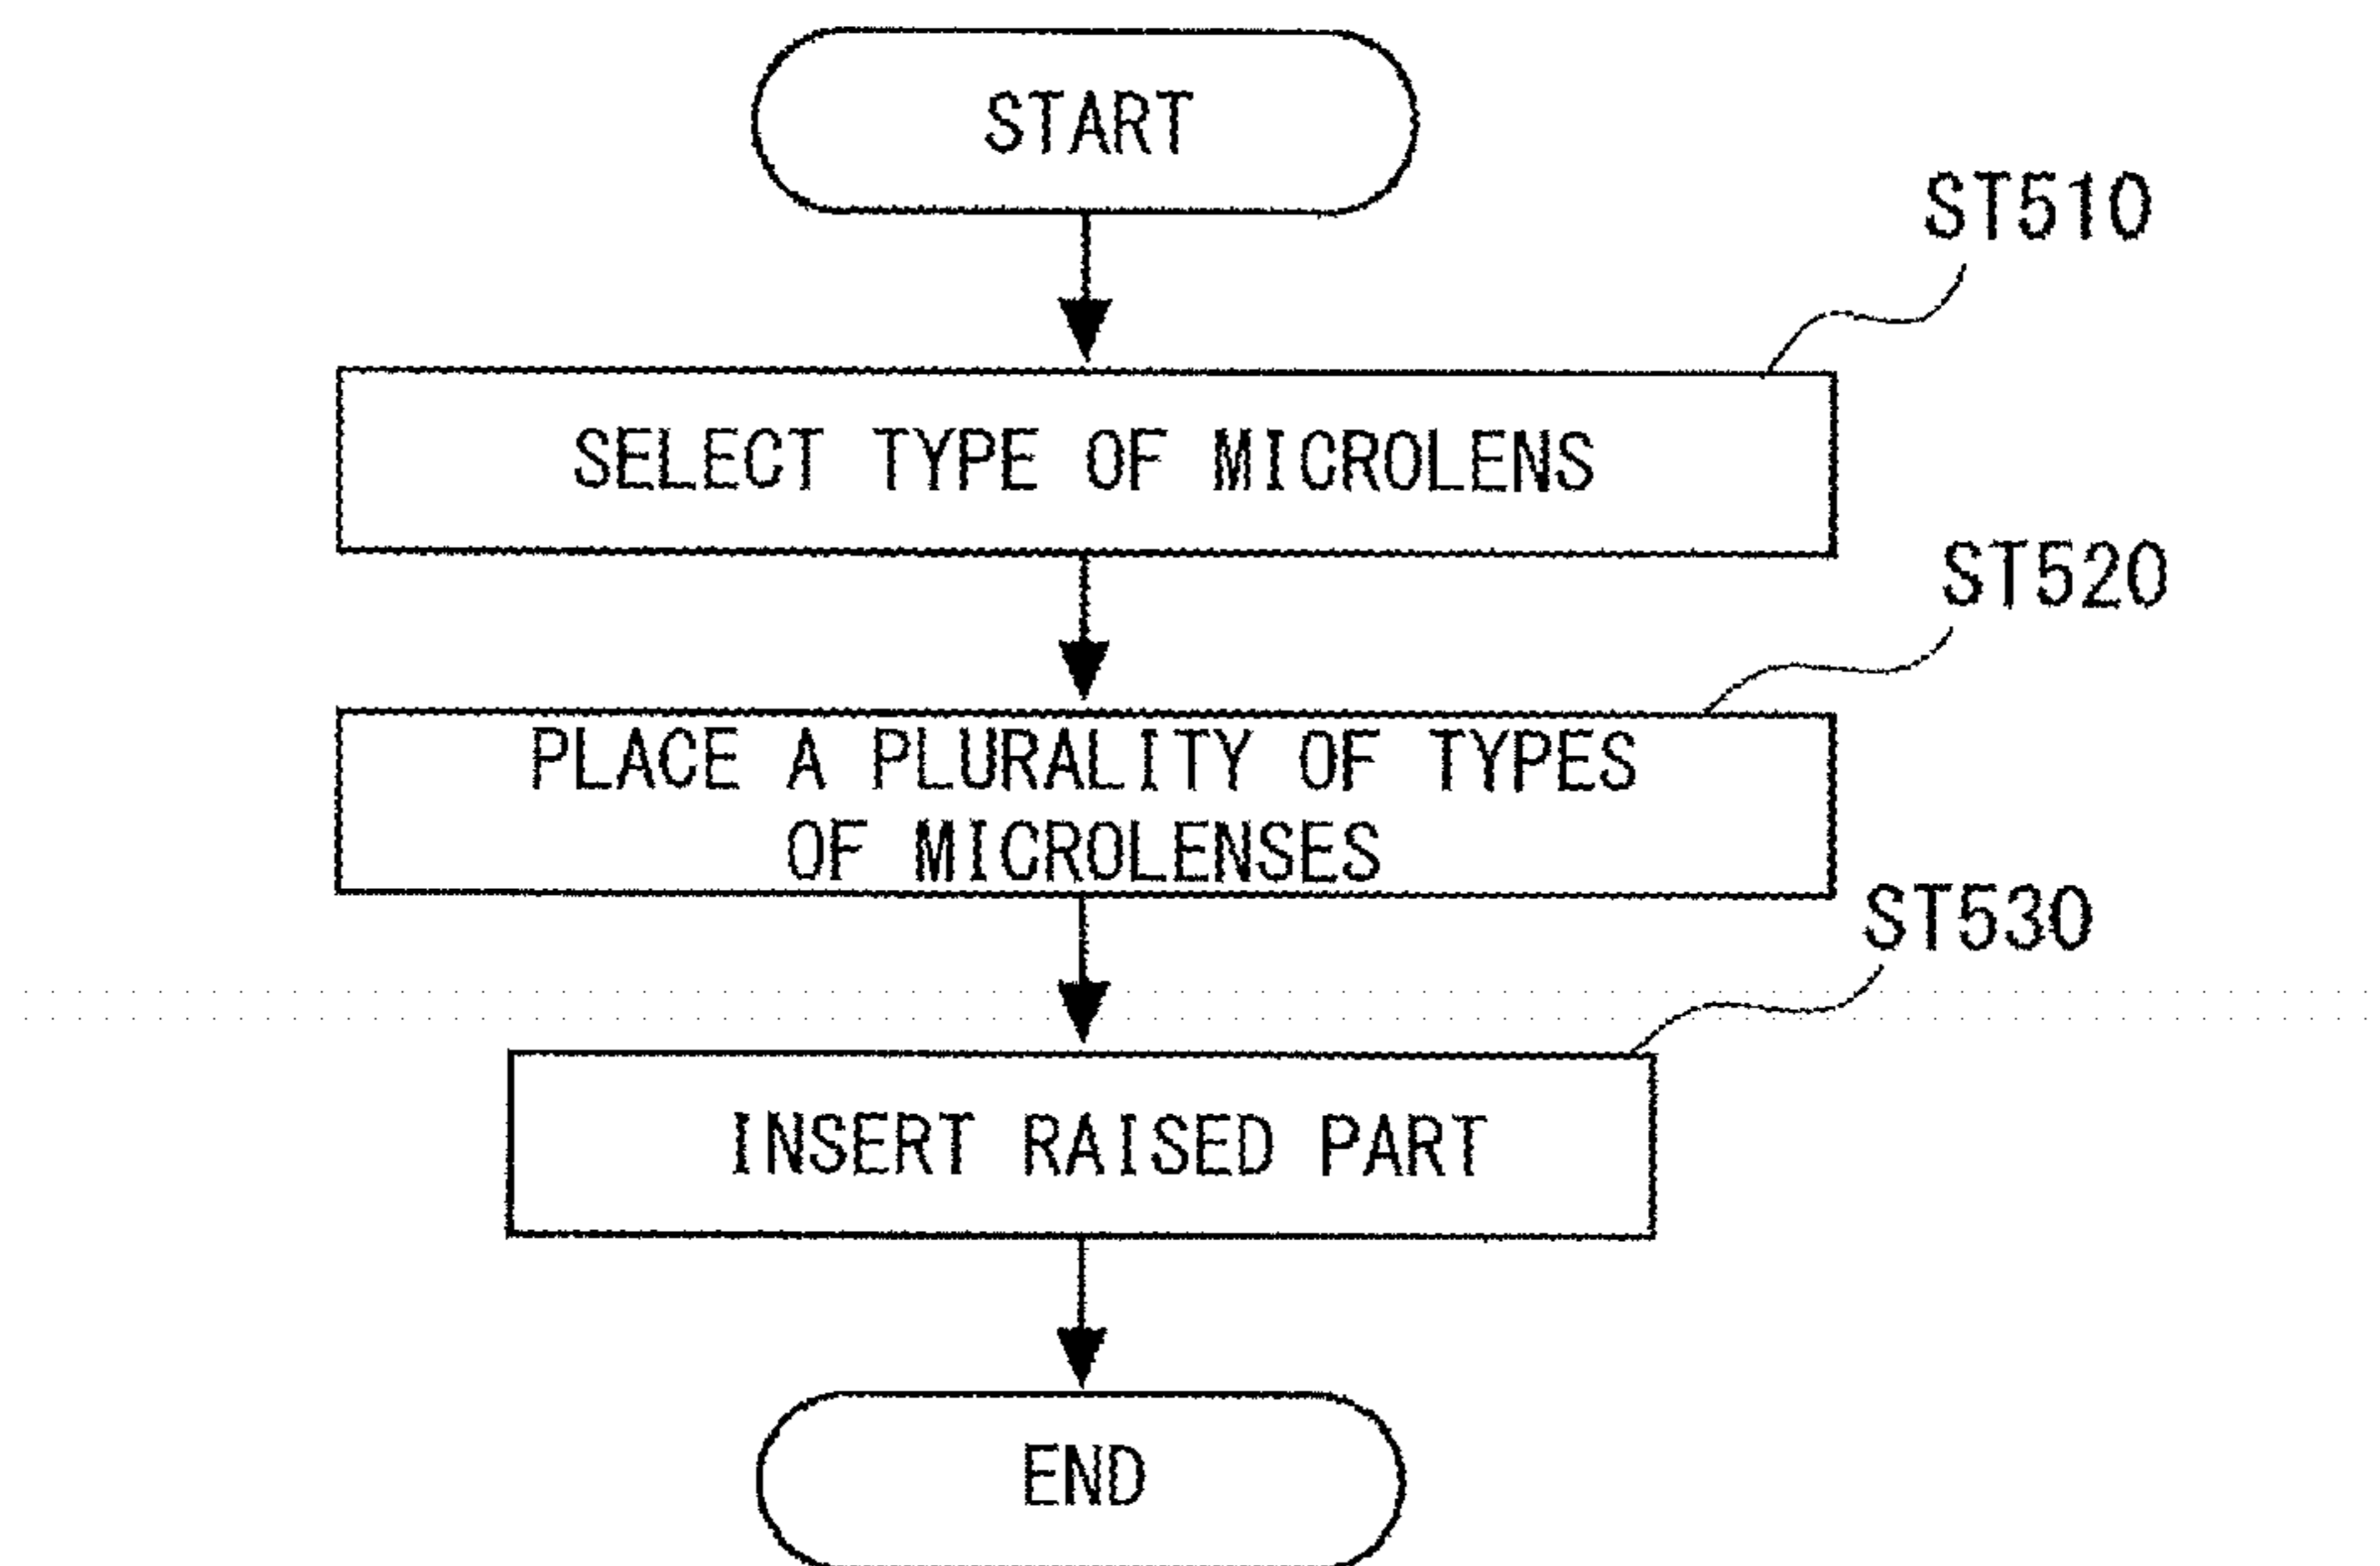 START
ST510
SELECT TYPE OF MICROLENS
ST520
PLACE A PLURALITY OF TYPES
OF MICROLENSES
ST530
INSERT RAISED PART
END